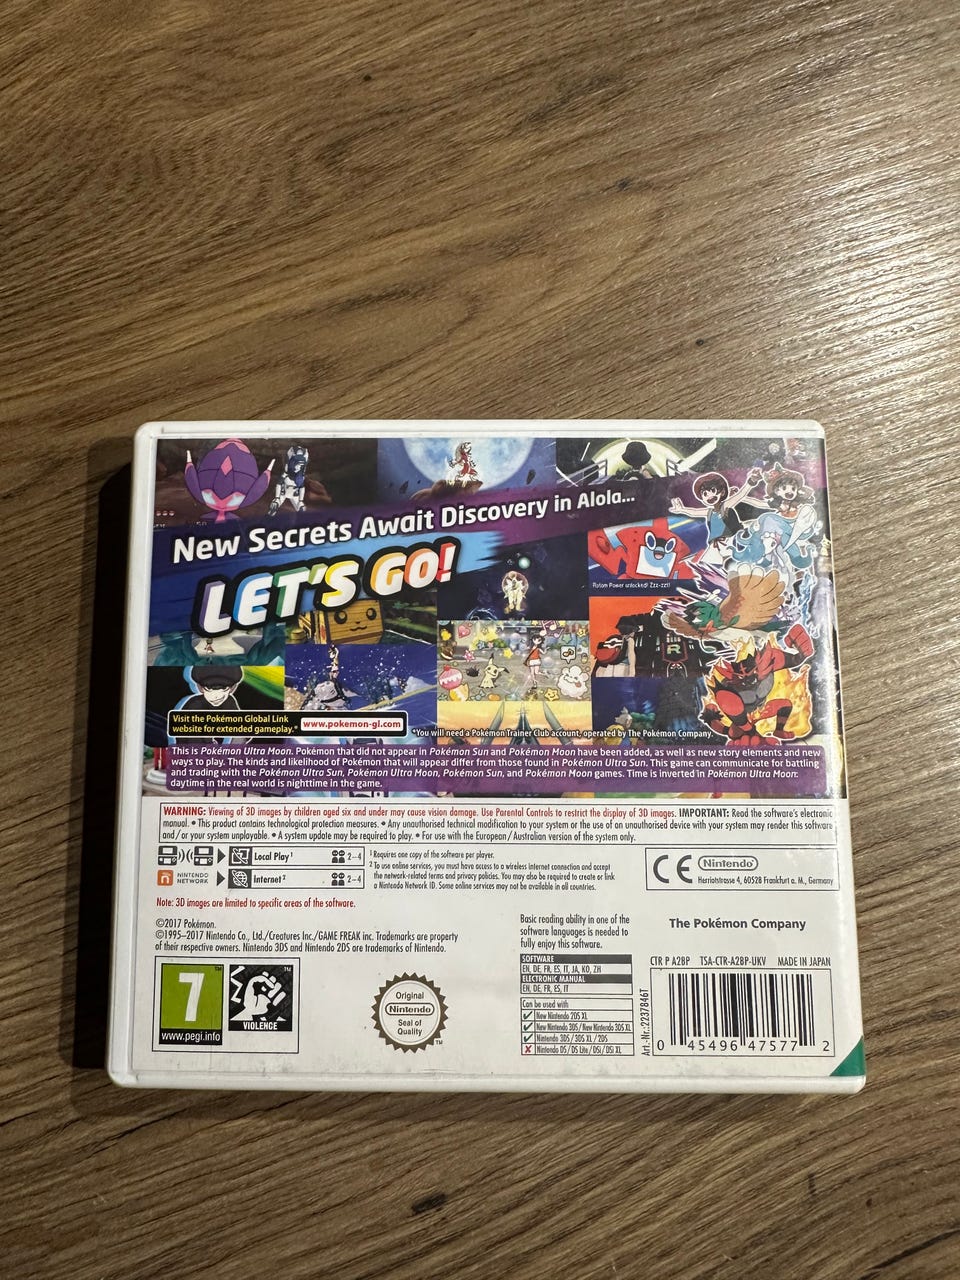 New Secrets Await Discovery in Alola...
LET'S GO!
Rotom Power unlocked! Zzz-zzt!
R
Visit the Pokémon Global Link
website for extended gameplay.*
www.pokemon-gl.com
*You will need a Pokémon Trainer Club account, operated by The Pokémon Company.
This is Pokémon Ultra Moon. Pokémon that did not appear in Pokémon Sun and Pokémon Moon have been added, as well as new story elements and new
ways to play. The kinds and likelihood of Pokémon that will appear differ from those found in Pokémon Ultra Sun. This game can communicate for battling
and trading with the Pokémon Ultra Sun, Pokémon Ultra Moon, Pokémon Sun, and Pokémon Moon games. Time is inverted in Pokémon Ultra Moon:
daytime in the real world is nighttime in the game.
WARNING: Viewing of 3D images by children aged six and under may cause vision damage. Use Parental Controls to restrict the display of 3D images. IMPORTANT: Read the software's electronic
manual. • This product contains technological protection measures. • Any unauthorised technical modification to your system or the use of an unauthorised device with your system may render this software
and/or your system unplayable. • A system update may be required to play. • For use with the European/Australian version of the system only.
Local Play¹ 2–4
NINTENDO
NETWORK
Internet² 2–4
¹ Requires one copy of the software per player.
² To use online services, you must have access to a wireless internet connection and accept
the network-related terms and privacy policies. You may also be required to create or link
a Nintendo Network ID. Some online services may not be available in all countries.
CE
Nintendo
Herriotstrasse 4, 60528 Frankfurt a. M., Germany
Note: 3D images are limited to specific areas of the software.
©2017 Pokémon.
©1995–2017 Nintendo Co., Ltd./Creatures Inc./GAME FREAK inc. Trademarks are property
of their respective owners. Nintendo 3DS and Nintendo 2DS are trademarks of Nintendo.
Basic reading ability in one of the
software languages is needed to
fully enjoy this software.
The Pokémon Company
SOFTWARE
EN, DE, FR, ES, IT, JA, KO, ZH
ELECTRONIC MANUAL
EN, DE, FR, ES, IT
Can be used with
✓ New Nintendo 2DS XL
✓ New Nintendo 3DS/New Nintendo 3DS XL
✓ Nintendo 3DS/3DS XL/2DS
✗ Nintendo DS/DS Lite/DSi/DSi XL
CTR P A2BP TSA-CTR-A2BP-UKV MADE IN JAPAN
Art.-Nr.:2237846T
0 45496 47577 2
7
™
www.pegi.info
™
VIOLENCE
Original
Nintendo
Seal of
Quality
™